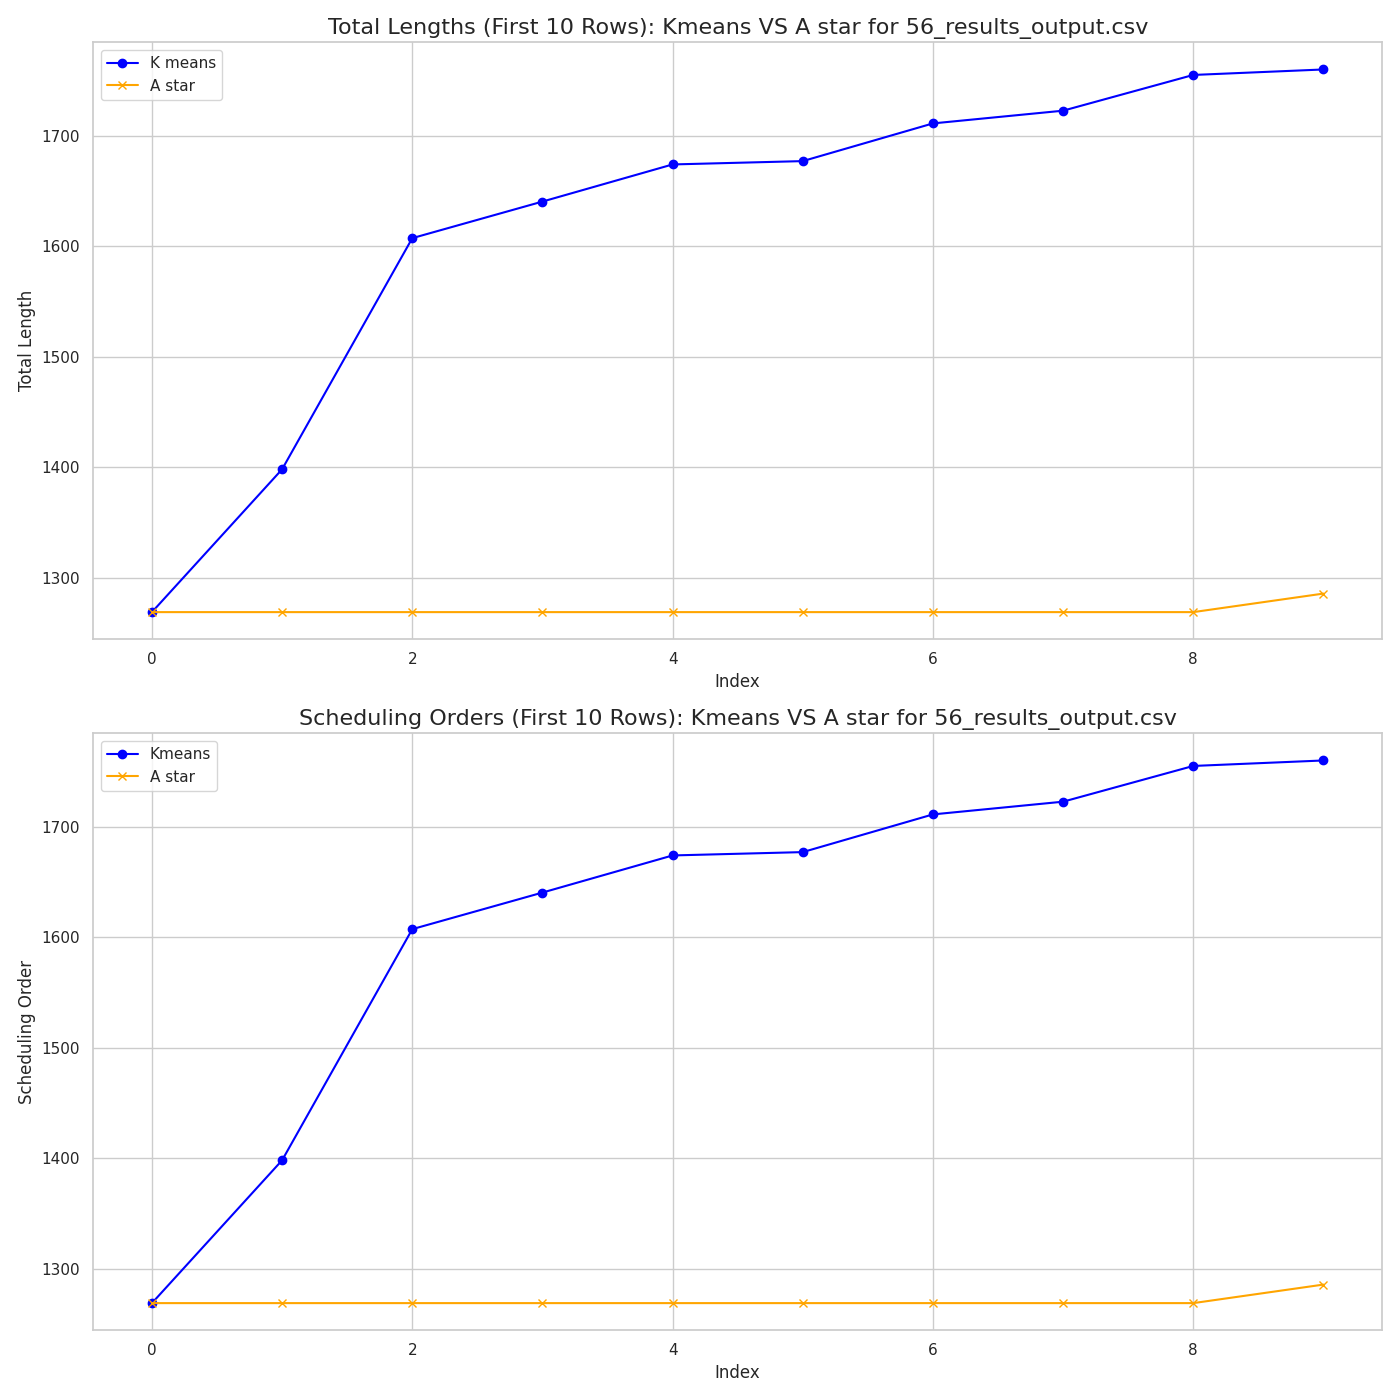 Total Lengths (First 10 Rows): Kmeans VS A star for 56_results_output.csv
K means
A star
Total Length
1700
1600
1500
1400
1300
0 2 4 6 8
Index
Scheduling Orders (First 10 Rows): Kmeans VS A star for 56_results_output.csv
Kmeans
A star
Scheduling Order
1700
1600
1500
1400
1300
0 2 4 6 8
Index